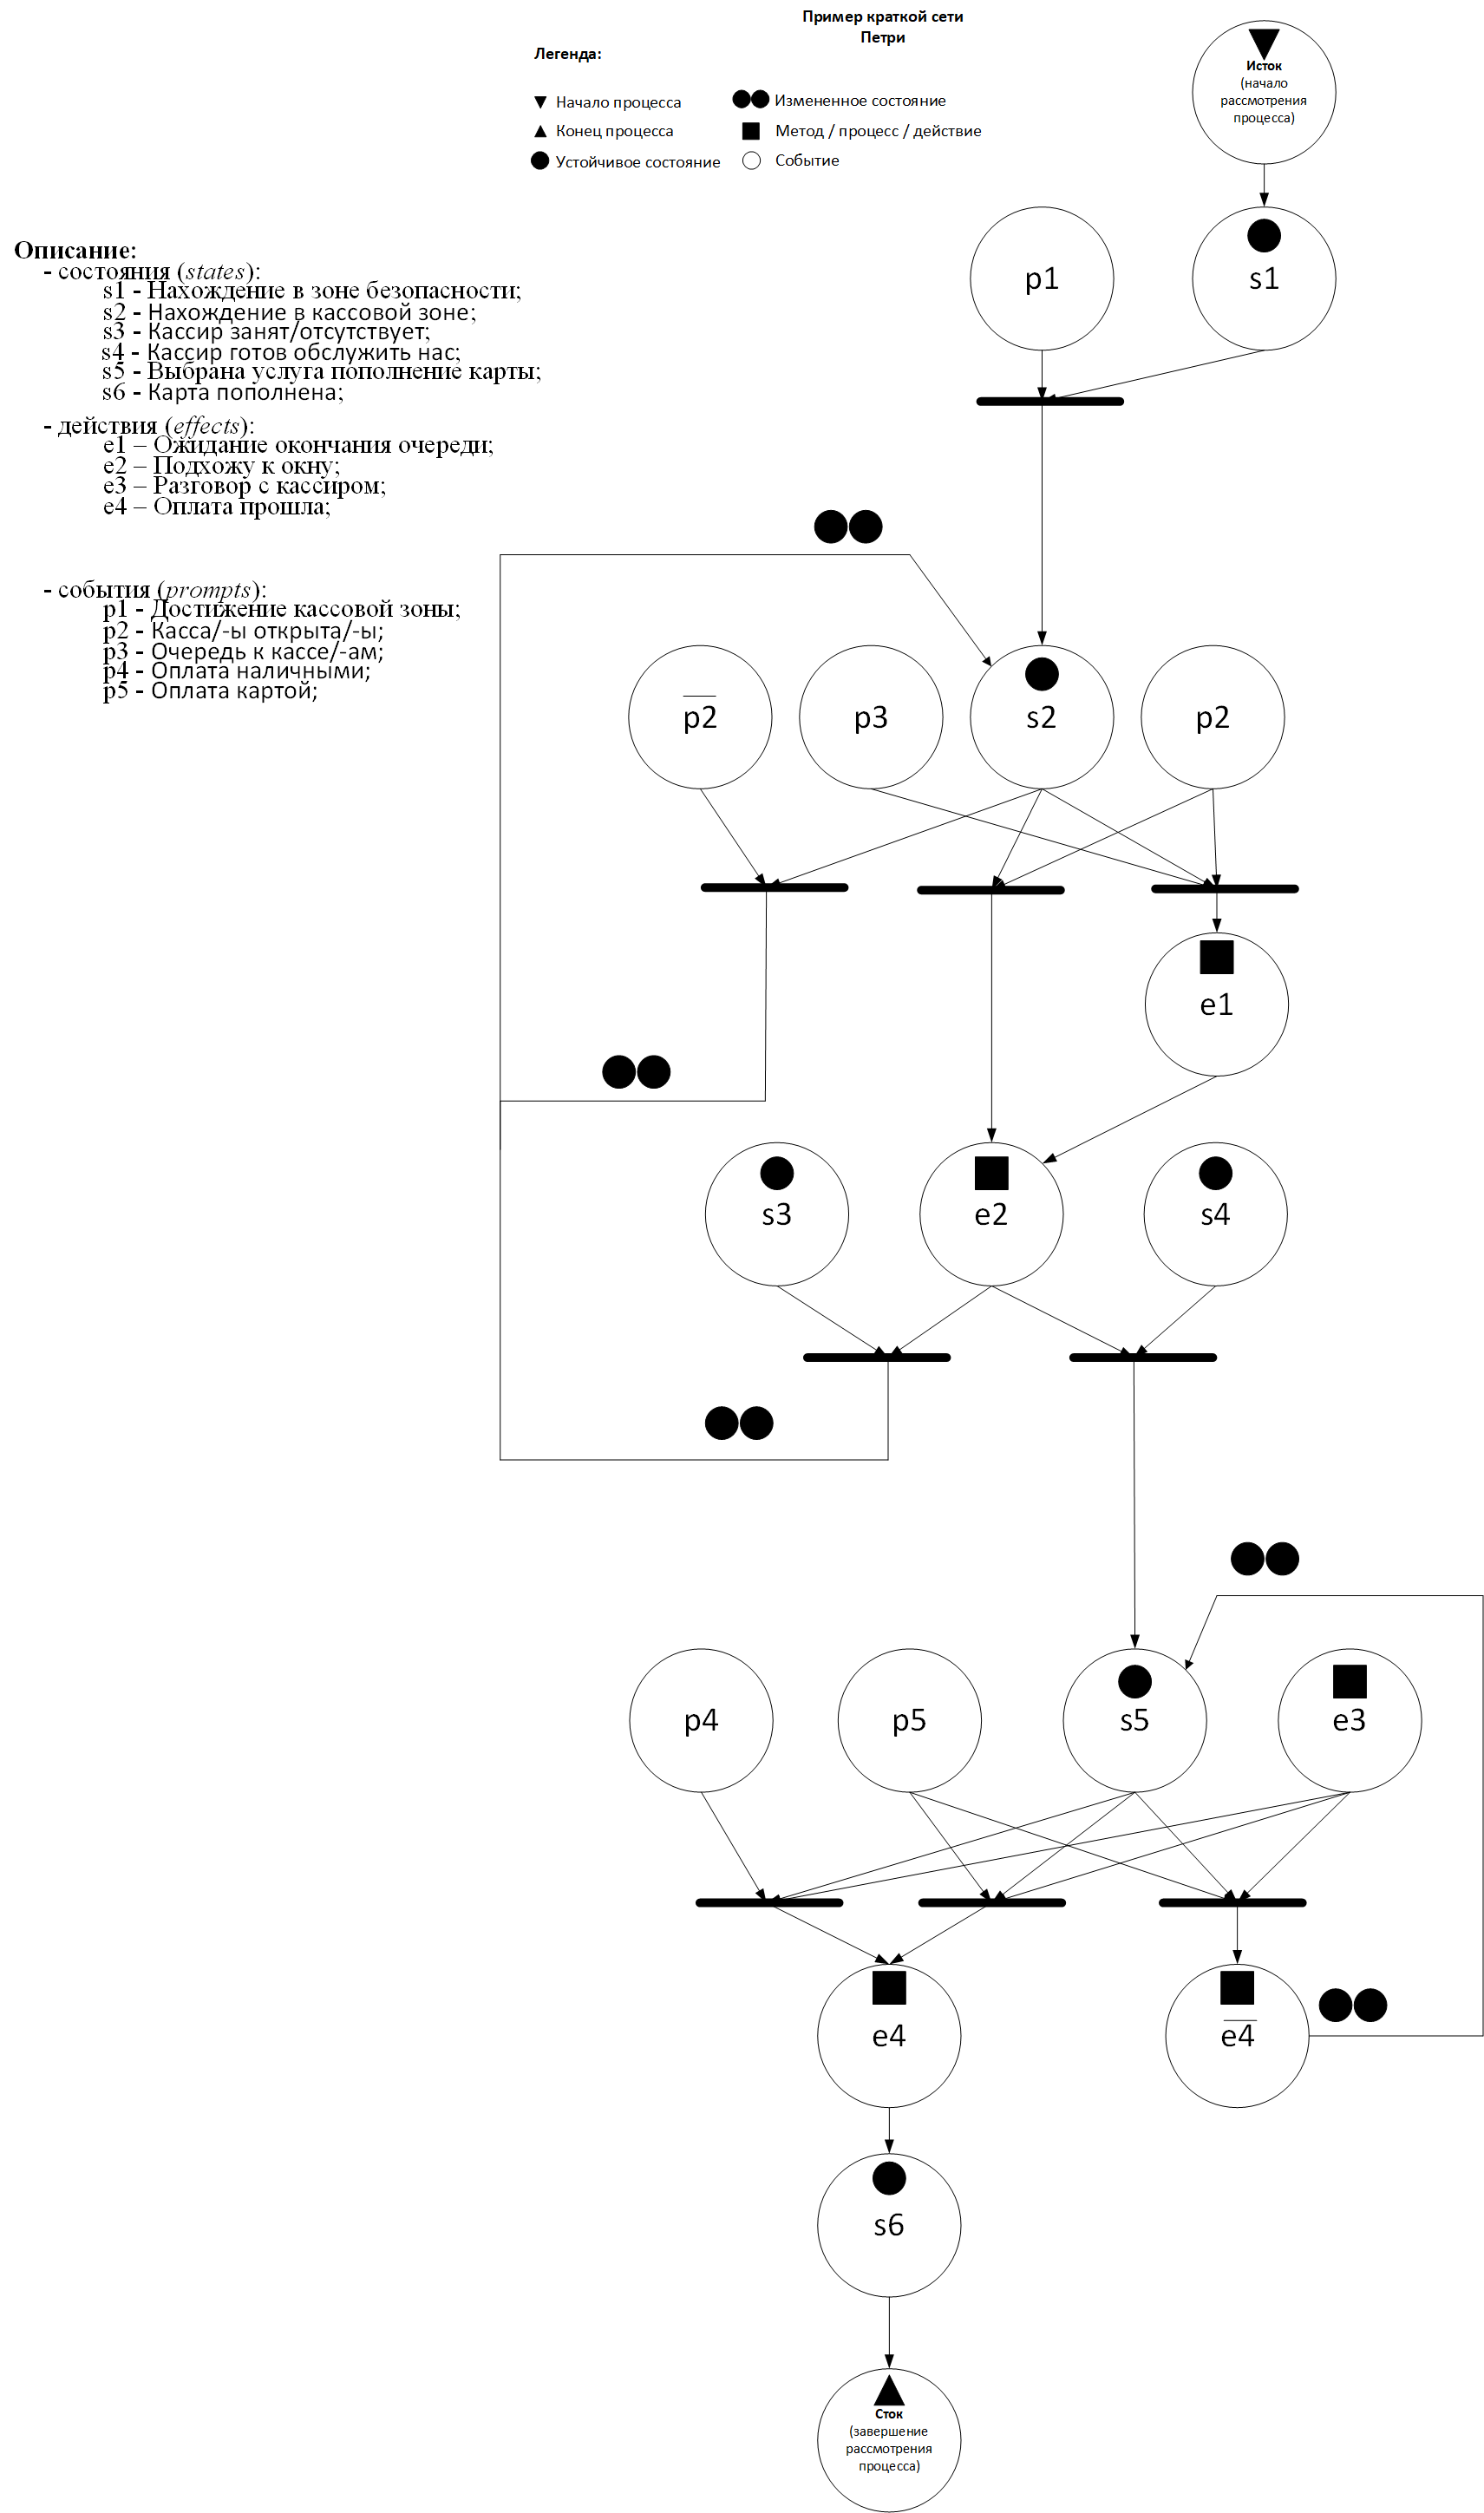 Пример краткой сети
Петри
Легенда:
Начало процесса
Измененное состояние
Конец процесса
Метод / процесс / действие
Устойчивое состояние
Событие
Исток
(начало
рассмотрения
процесса)
p1
s1
Описание:
- состояния (states):
s1 - Нахождение в зоне безопасности;
s2 - Нахождение в кассовой зоне;
s3 - Кассир занят/отсутствует;
s4 - Кассир готов обслужить нас;
s5 - Выбрана услуга пополнение карты;
s6 - Карта пополнена;
- действия (effects):
e1 – Ожидание окончания очереди;
e2 – Подхожу к окну;
e3 – Разговор с кассиром;
e4 – Оплата прошла;
- события (prompts):
p1 - Достижение кассовой зоны;
p2 - Касса/-ы открыта/-ы;
p3 - Очередь к кассе/-ам;
p4 - Оплата наличными;
p5 - Оплата картой;
p̅2̅
p3
s2
p2
e1
s3
e2
s4
p4
p5
s5
e3
e4
e̅4̅
s6
Сток
(завершение
рассмотрения
процесса)